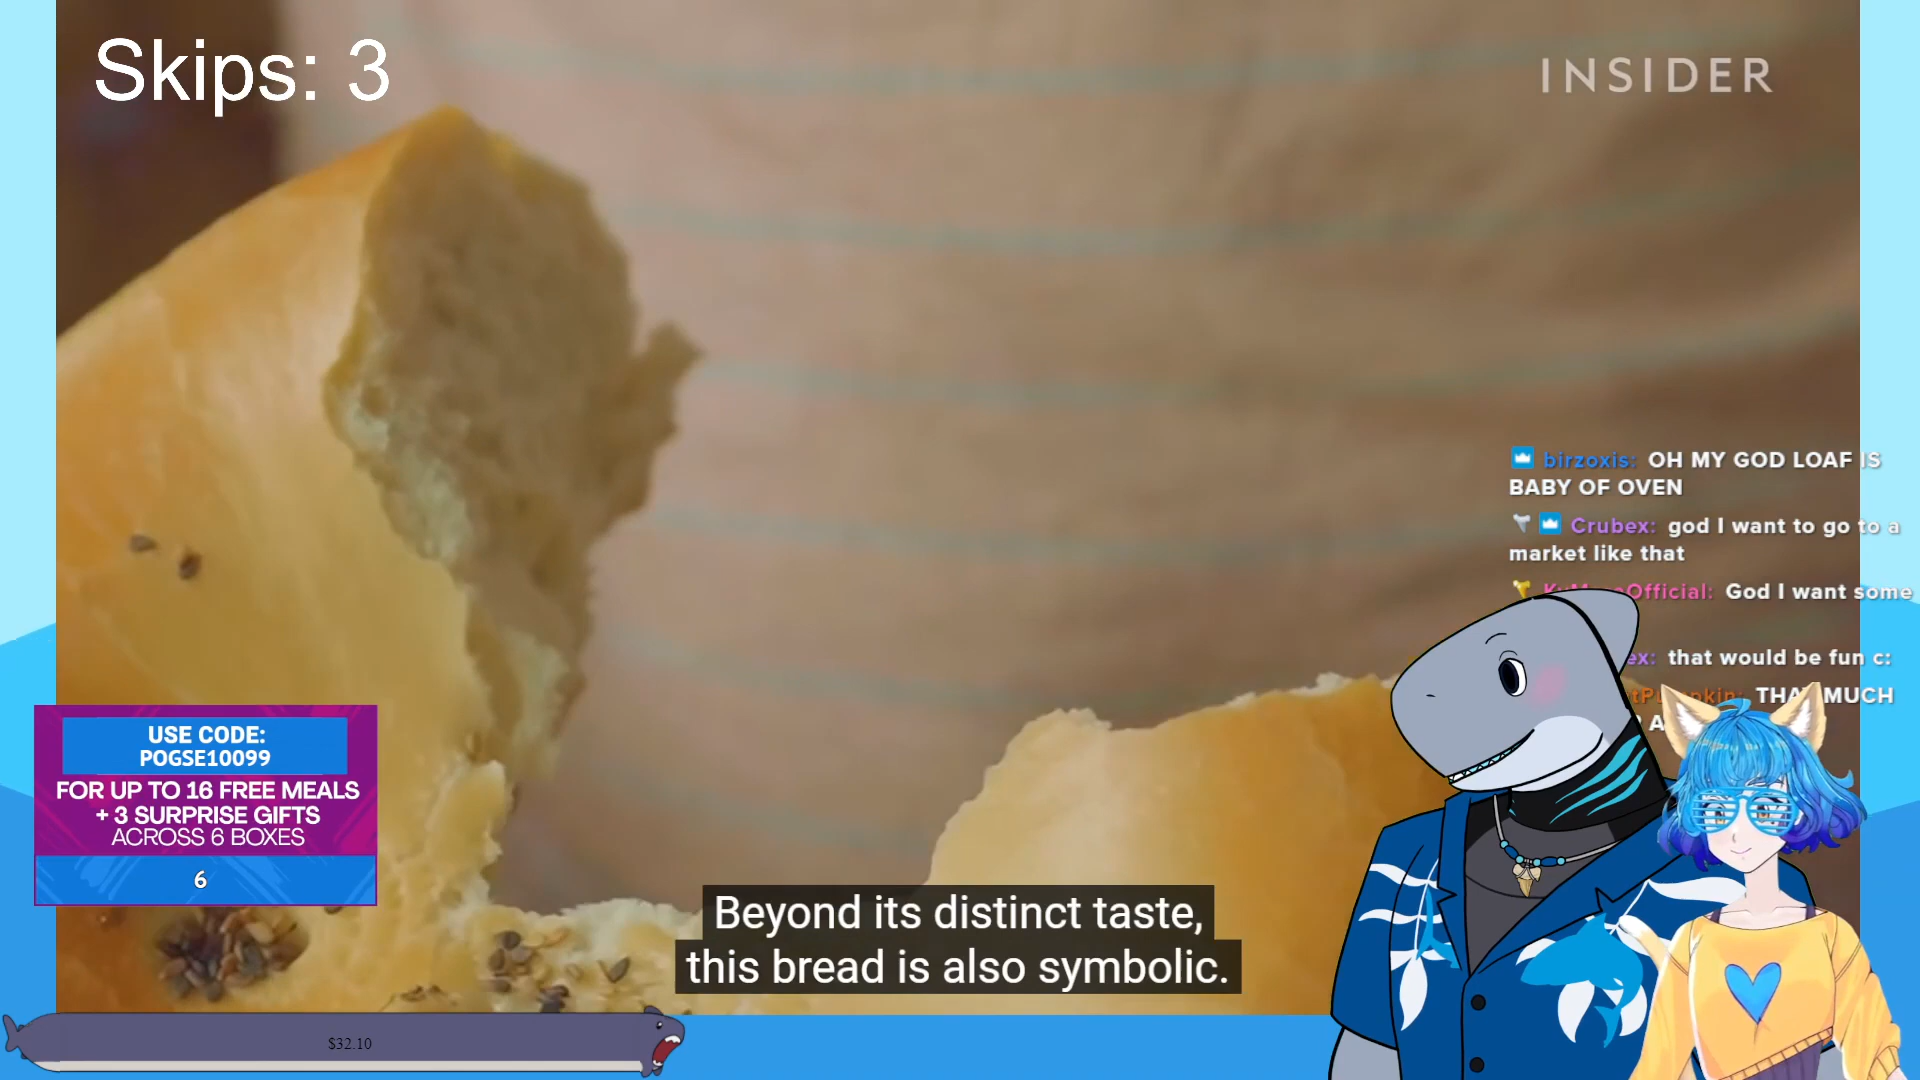 Skips: 3
INSIDER
birzoxis: OH MY GOD LOAF IS
BABY OF OVEN
Crubex: god I want to go to a
market like that
Official: God I want some
ex: that would be fun c:
MUCH
USE CODE:
POGSE10099
FOR UP TO 16 FREE MEALS
+ 3 SURPRISE GIFTS
ACROSS 6 BOXES
6
Beyond its distinct taste,
this bread is also symbolic.
$32.10